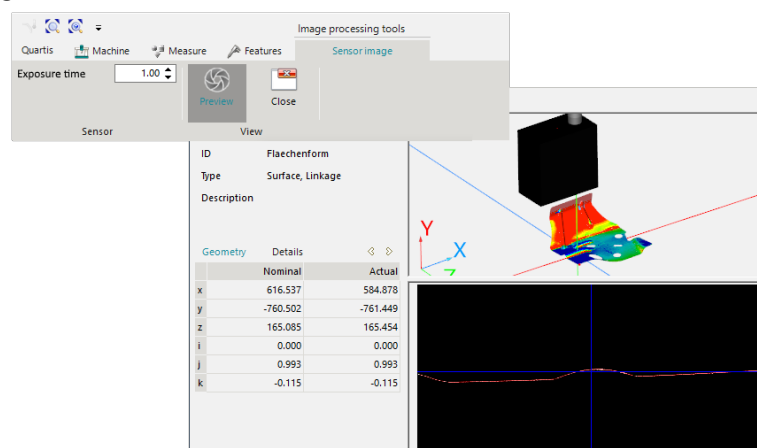 Image processing tools
Quartis Machine Measure Features Sensor image
Exposure time 1.00
Preview Close
Sensor View
ID Flaechenform
Type Surface, Linkage
Description
Geometry Details
Nominal Actual
x 616.537 584.878
y -760.502 -761.449
z 165.085 165.454
i 0.000 0.000
j 0.993 0.993
k -0.115 -0.115
Y
X
Z